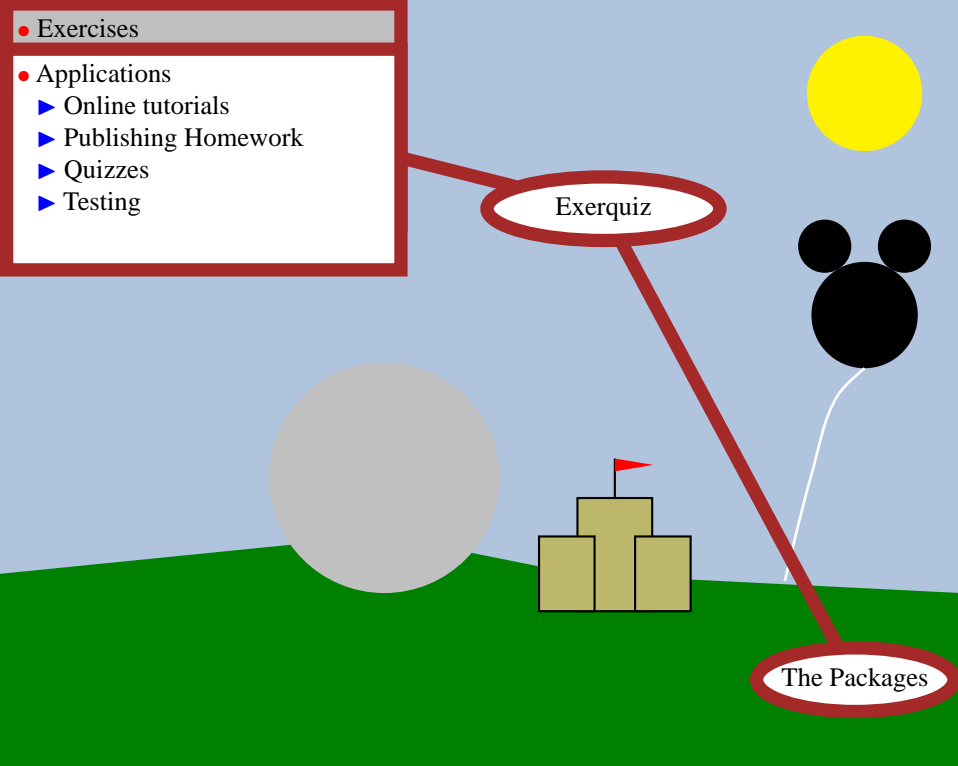 Exercises
Applications
Online tutorials
Publishing Homework
Quizzes
Testing
Exerquiz
The Packages